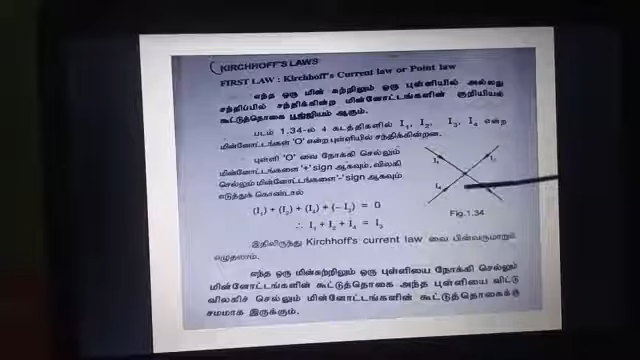 KIRCHHOFF'S LAWS
FIRST LAW : Kirchhoff's Current law or Point law
எந்த ஒரு மின் சுற்றிலும் ஒரு புள்ளியில் அல்லது
சந்திப்பில் சந்திக்கின்ற மின்னோட்டங்களின் குறியியல்
கூட்டுத்தொகை பூஜ்ஜியம் ஆகும்.
படம் 1.34-ல் 4 கடத்திகளில் I₁, I₂, I₃, I₄ என்ற
மின்னோட்டங்கள் 'O' என்ற புள்ளியில் சந்திக்கின்றன.
புள்ளி 'O' வை நோக்கி செல்லும்
மின்னோட்டங்களை '+' sign ஆகவும், விலகி
செல்லும் மின்னோட்டங்களை '-' sign ஆகவும்
எடுத்துக் கொண்டால்
(I₁) + (I₂) + (I₄) + (– I₃) = 0
∴ I₁ + I₂ + I₄ = I₃
Fig.1.34
இதிலிருந்து Kirchhoff's current law வை பின்வருமாறும்
எழுதலாம்.
எந்த ஒரு மின்சுற்றிலும் ஒரு புள்ளியை நோக்கி செல்லும்
மின்னோட்டங்களின் கூட்டுத்தொகை அந்த புள்ளியை விட்டு
விலகிச் செல்லும் மின்னோட்டங்களின் கூட்டுத்தொகைக்கு
சமமாக இருக்கும்.